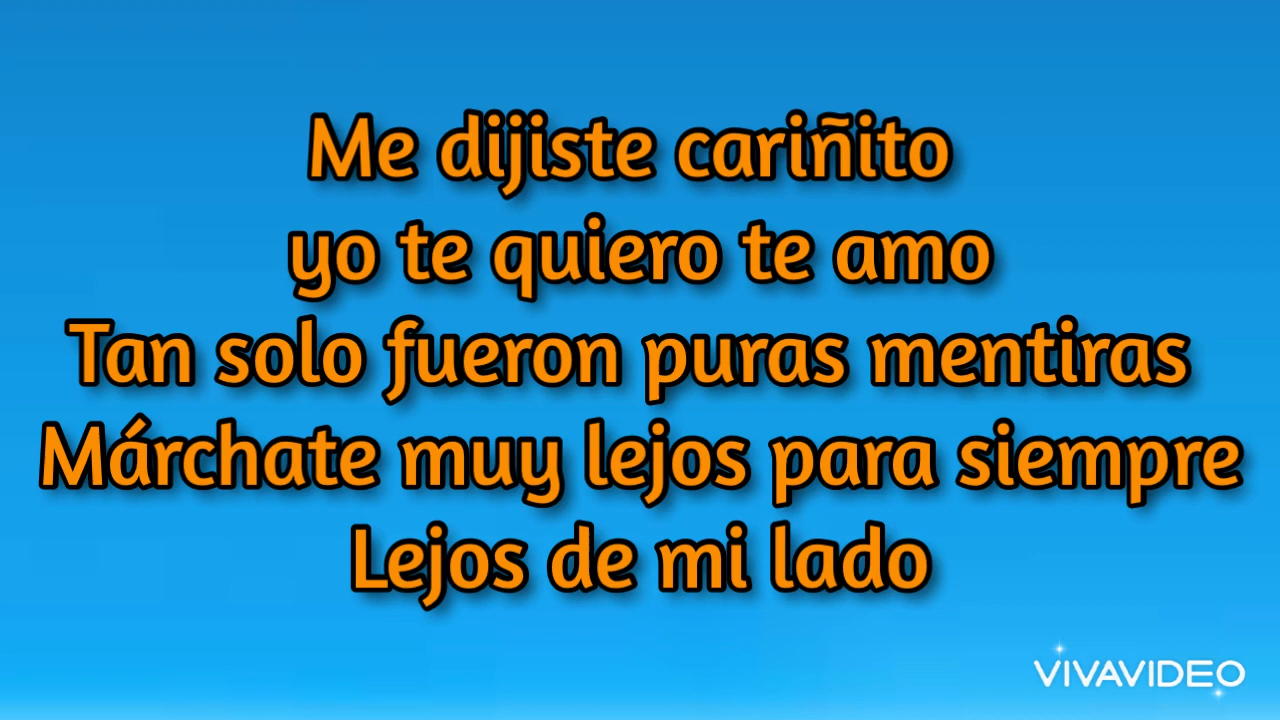 Me dijiste cariñito
yo te quiero te amo
Tan solo fueron puras mentiras
Márchate muy lejos para siempre
Lejos de mi lado
VIVAVIDEO